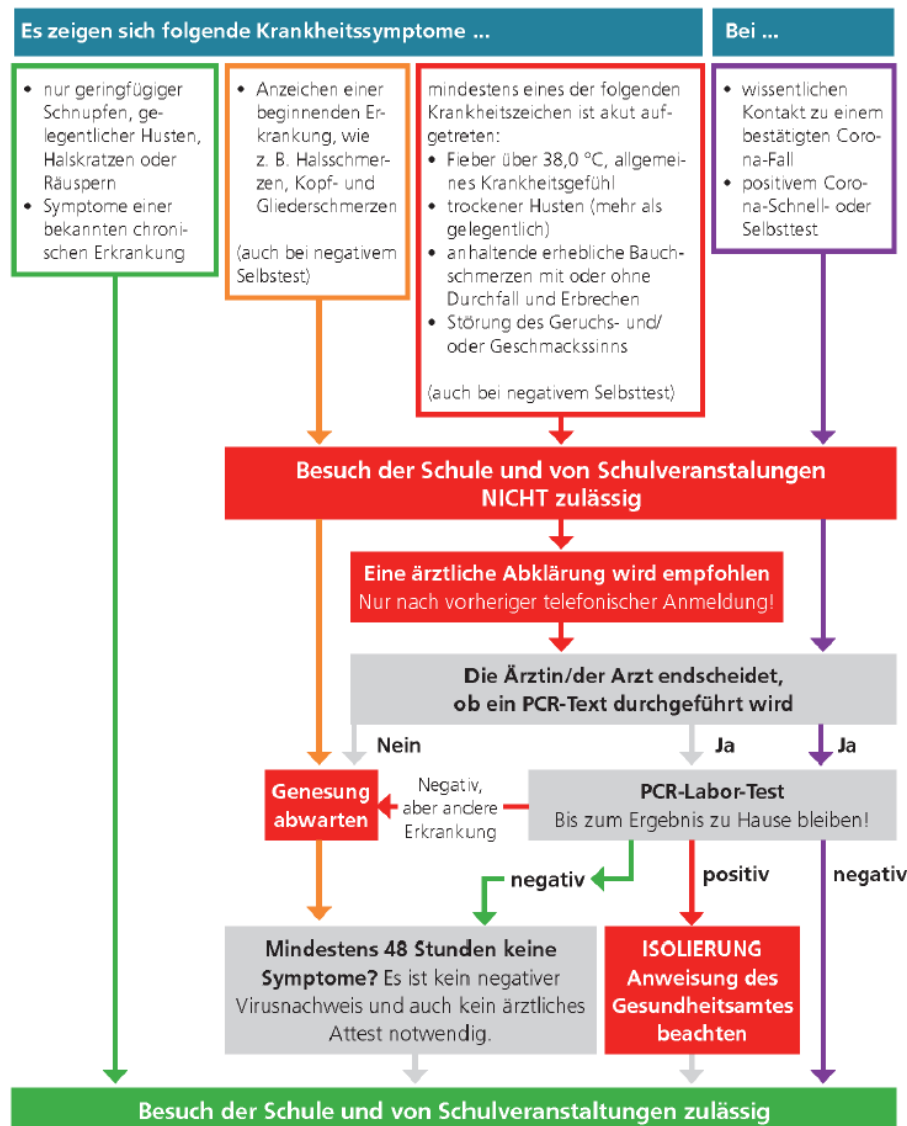 Es zeigen sich folgende Krankheitssymptome ...
Bei ...
• nur geringfügiger
Schnupfen, ge-
legentlicher Husten,
Halskratzen oder
Räuspern
• Symptome einer
bekannten chroni-
schen Erkrankung
• Anzeichen einer
beginnenden Er-
krankung, wie
z. B. Halsschmer-
zen, Kopf- und
Gliederschmerzen
(auch bei negativem
Selbstest)
mindestens eines der folgenden
Krankheitszeichen ist akut auf-
getreten:
• Fieber über 38,0 °C, allgemei-
nes Krankheitsgefühl
• trockener Husten (mehr als
gelegentlich)
• anhaltende erhebliche Bauch-
schmerzen mit oder ohne
Durchfall und Erbrechen
• Störung des Geruchs- und/
oder Geschmackssinns
(auch bei negativem Selbsttest)
• wissentlichen
Kontakt zu einem
bestätigten Coro-
na-Fall
• positivem Coro-
na-Schnell- oder
Selbsttest
Besuch der Schule und von Schulveranstalungen
NICHT zulässig
Eine ärztliche Abklärung wird empfohlen
Nur nach vorheriger telefonischer Anmeldung!
Die Ärztin/der Arzt endscheidet,
ob ein PCR-Text durchgeführt wird
Nein
Ja
Ja
Genesung
abwarten
Negativ,
aber andere
Erkrankung
PCR-Labor-Test
Bis zum Ergebnis zu Hause bleiben!
negativ
positiv
negativ
Mindestens 48 Stunden keine
Symptome? Es ist kein negativer
Virusnachweis und auch kein ärztliches
Attest notwendig.
ISOLIERUNG
Anweisung des
Gesundheitsamtes
beachten
Besuch der Schule und von Schulveranstaltungen zulässig